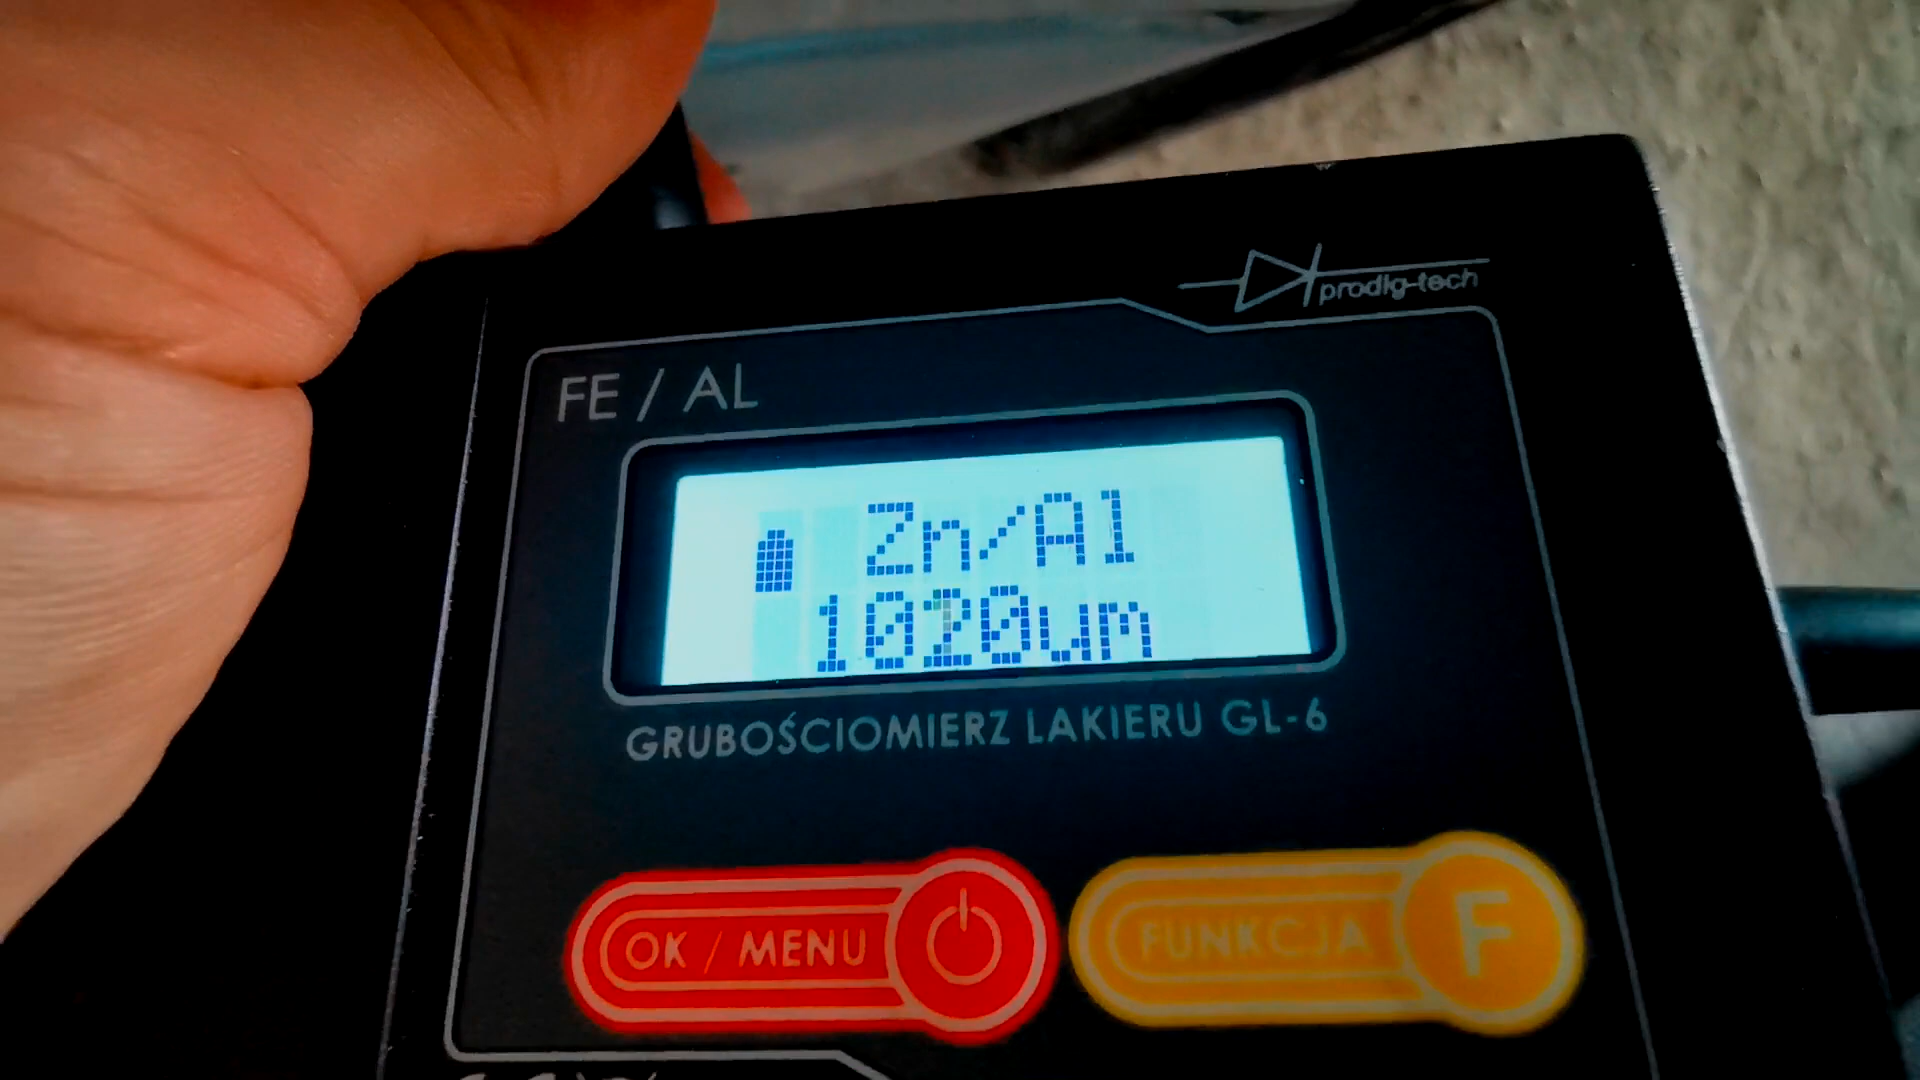 prodig-tech
FE / AL
Zn/Al
1020um
GRUBOŚCIOMIERZ LAKIERU GL-6
OK / MENU
FUNKCJA F